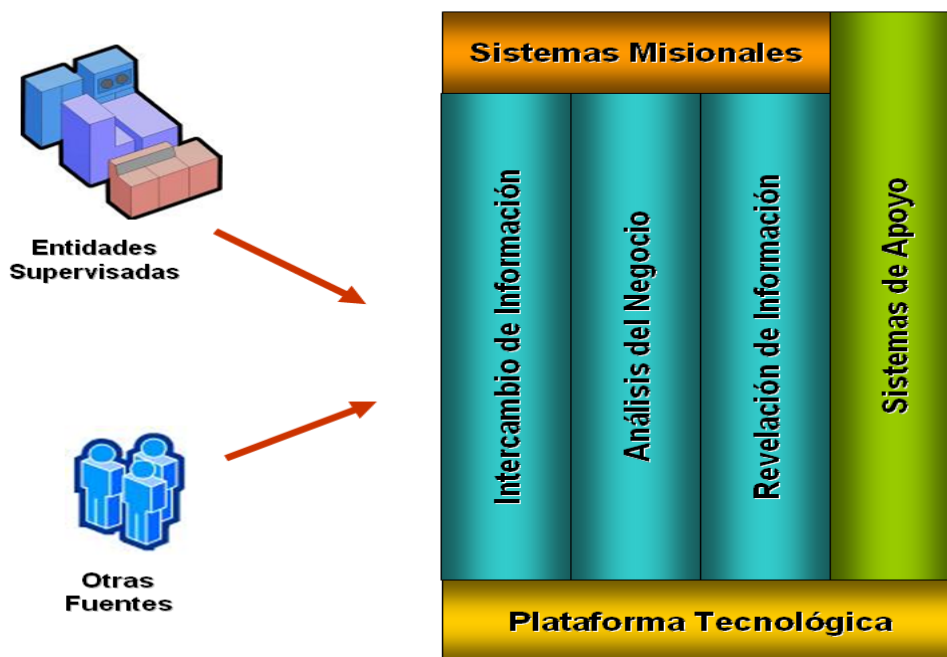 Sistemas Misionales
Entidades
Supervisadas
Otras
Fuentes
Intercambio de Información
Análisis del Negocio
Revelación de Información
Sistemas de Apoyo
Plataforma Tecnológica